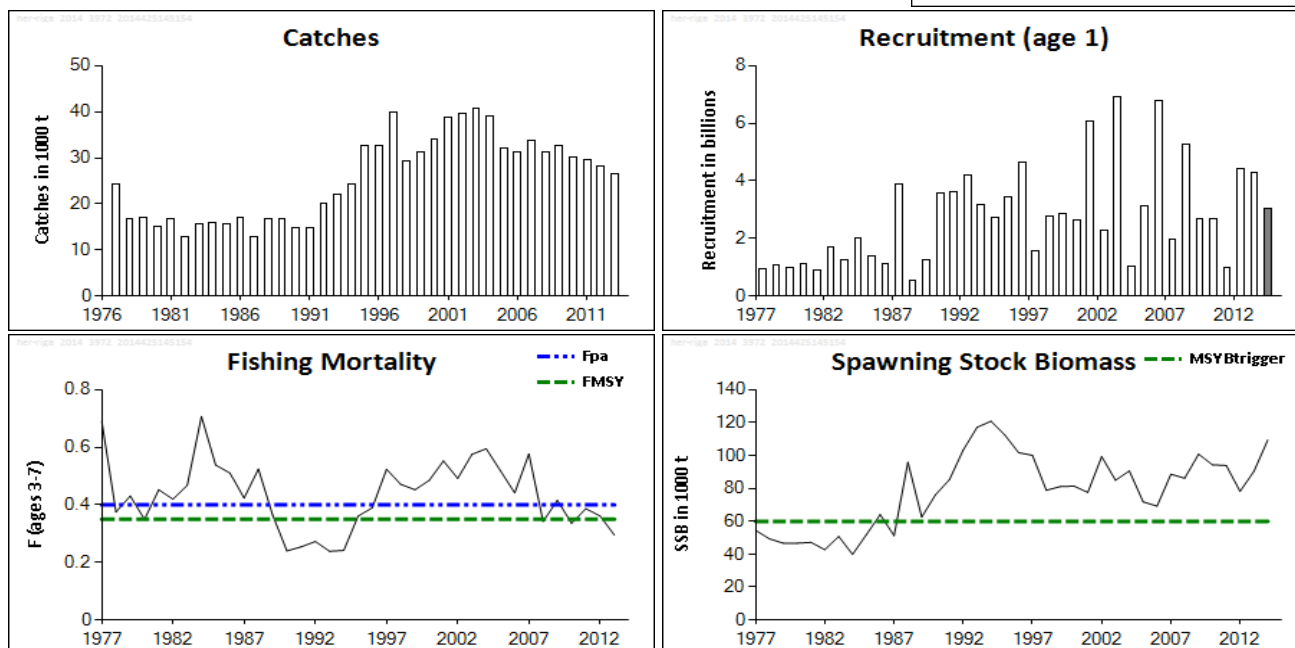 her-riga 2014 3972 2014425145154
Catches
Catches in 1000 t
50
40
30
20
10
0
1976 1981 1986 1991 1996 2001 2006 2011
her-riga 2014 3972 2014425145154
Recruitment (age 1)
Recruitment in billions
8
6
4
2
0
1977 1982 1987 1992 1997 2002 2007 2012
her-riga 2014 3972 2014425145154
Fishing Mortality
Fpa
FMSY
F (ages 3-7)
0.8
0.6
0.4
0.2
0
1977 1982 1987 1992 1997 2002 2007 2012
her-riga 2014 3972 2014425145154
Spawning Stock Biomass
MSYBtrigger
SSB in 1000 t
140
120
100
80
60
40
20
0
1977 1982 1987 1992 1997 2002 2007 2012